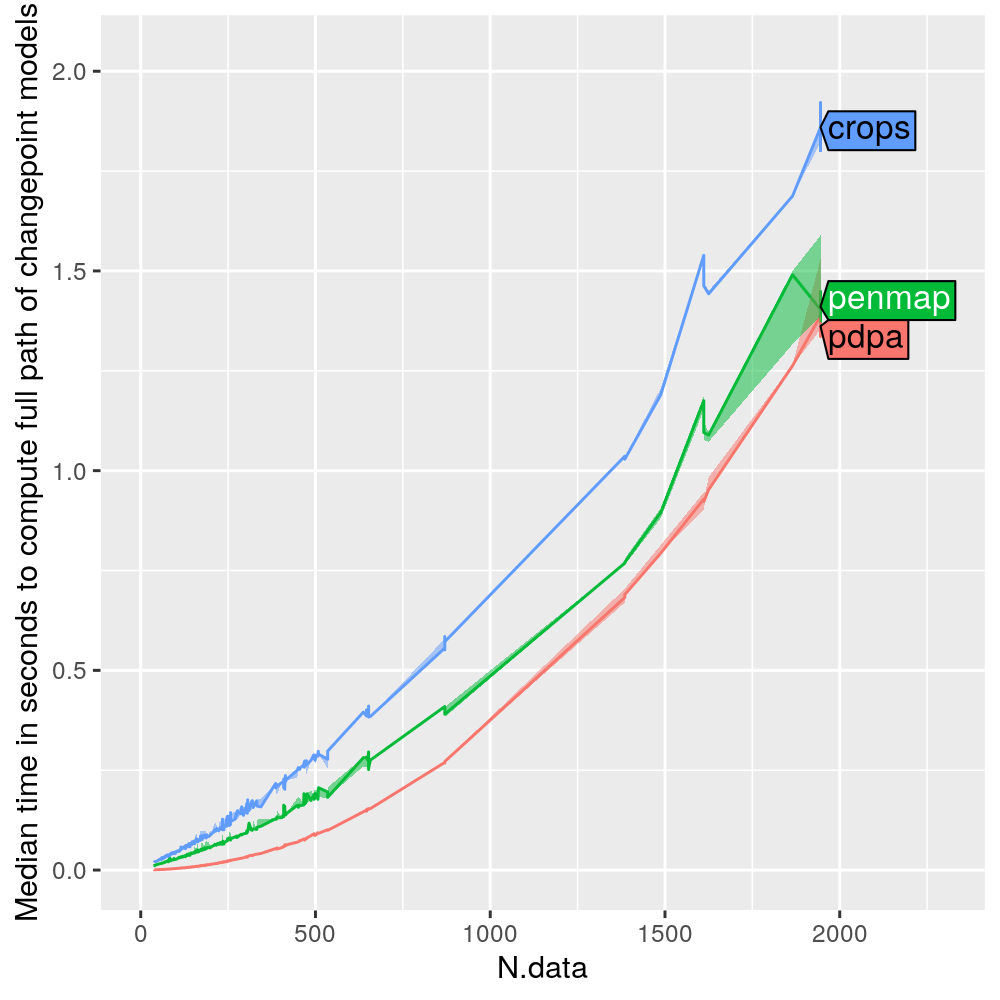 Median time in seconds to compute full path of changepoint models
2.0
1.5
1.0
0.5
0.0
crops
penmap
pdpa
0
500
1000
1500
2000
N.data